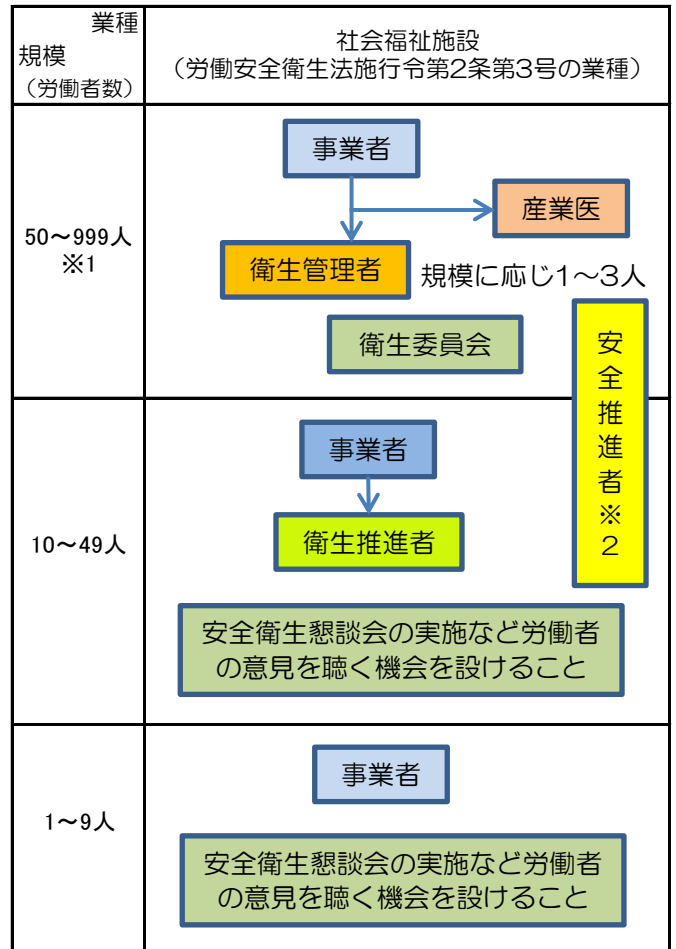 業種
規模
（労働者数）
社会福祉施設
（労働安全衛生法施行令第2条第3号の業種）
50～999人
※1
事業者
産業医
衛生管理者
規模に応じ1～3人
衛生委員会
安全推進者※2
10～49人
事業者
衛生推進者
安全衛生懇談会の実施など労働者
の意見を聴く機会を設けること
1～9人
事業者
安全衛生懇談会の実施など労働者
の意見を聴く機会を設けること